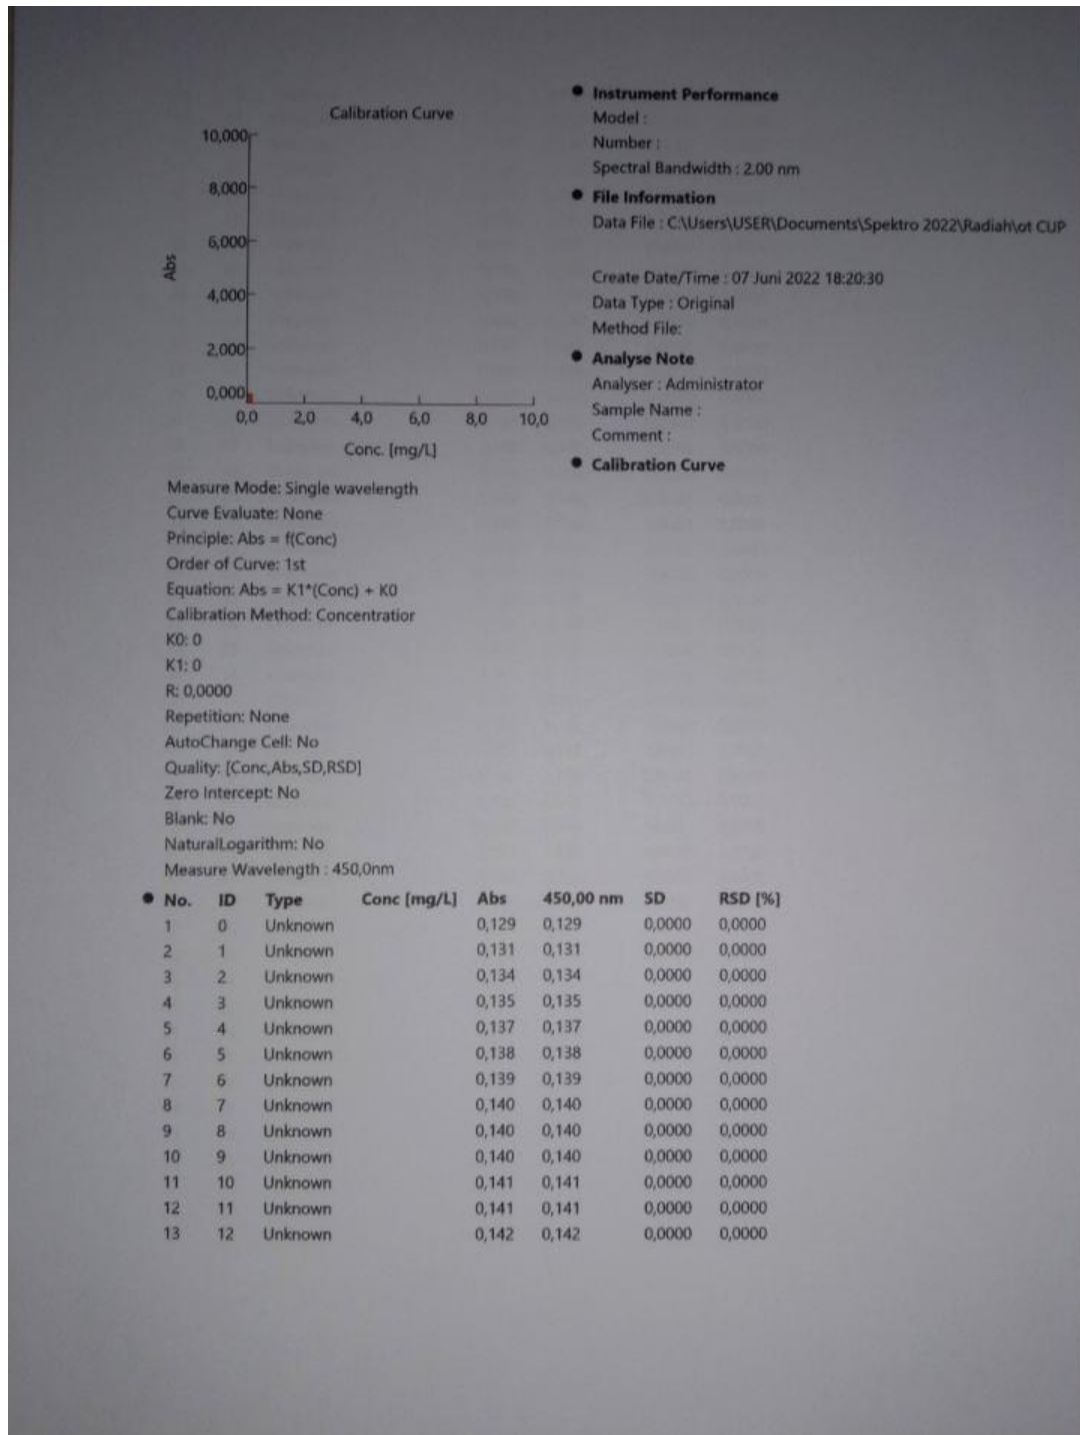 Calibration Curve
10,000
8,000
6,000
4,000
2,000
0,000
Abs
0,0 2,0 4,0 6,0 8,0 10,0
Conc. [mg/L]
● Instrument Performance
Model :
Number :
Spectral Bandwidth : 2.00 nm
● File Information
Data File : C:\Users\USER\Documents\Spektro 2022\Radiah\ot CUP
Create Date/Time : 07 Juni 2022 18:20:30
Data Type : Original
Method File:
● Analyse Note
Analyser : Administrator
Sample Name :
Comment :
● Calibration Curve
Measure Mode: Single wavelength
Curve Evaluate: None
Principle: Abs = f(Conc)
Order of Curve: 1st
Equation: Abs = K1*(Conc) + K0
Calibration Method: Concentratior
K0: 0
K1: 0
R: 0,0000
Repetition: None
AutoChange Cell: No
Quality: [Conc,Abs,SD,RSD]
Zero Intercept: No
Blank: No
NaturalLogarithm: No
Measure Wavelength : 450,0nm
● No. ID Type Conc [mg/L] Abs 450,00 nm SD RSD [%]
1 0 Unknown 0,129 0,129 0,0000 0,0000
2 1 Unknown 0,131 0,131 0,0000 0,0000
3 2 Unknown 0,134 0,134 0,0000 0,0000
4 3 Unknown 0,135 0,135 0,0000 0,0000
5 4 Unknown 0,137 0,137 0,0000 0,0000
6 5 Unknown 0,138 0,138 0,0000 0,0000
7 6 Unknown 0,139 0,139 0,0000 0,0000
8 7 Unknown 0,140 0,140 0,0000 0,0000
9 8 Unknown 0,140 0,140 0,0000 0,0000
10 9 Unknown 0,140 0,140 0,0000 0,0000
11 10 Unknown 0,141 0,141 0,0000 0,0000
12 11 Unknown 0,141 0,141 0,0000 0,0000
13 12 Unknown 0,142 0,142 0,0000 0,0000